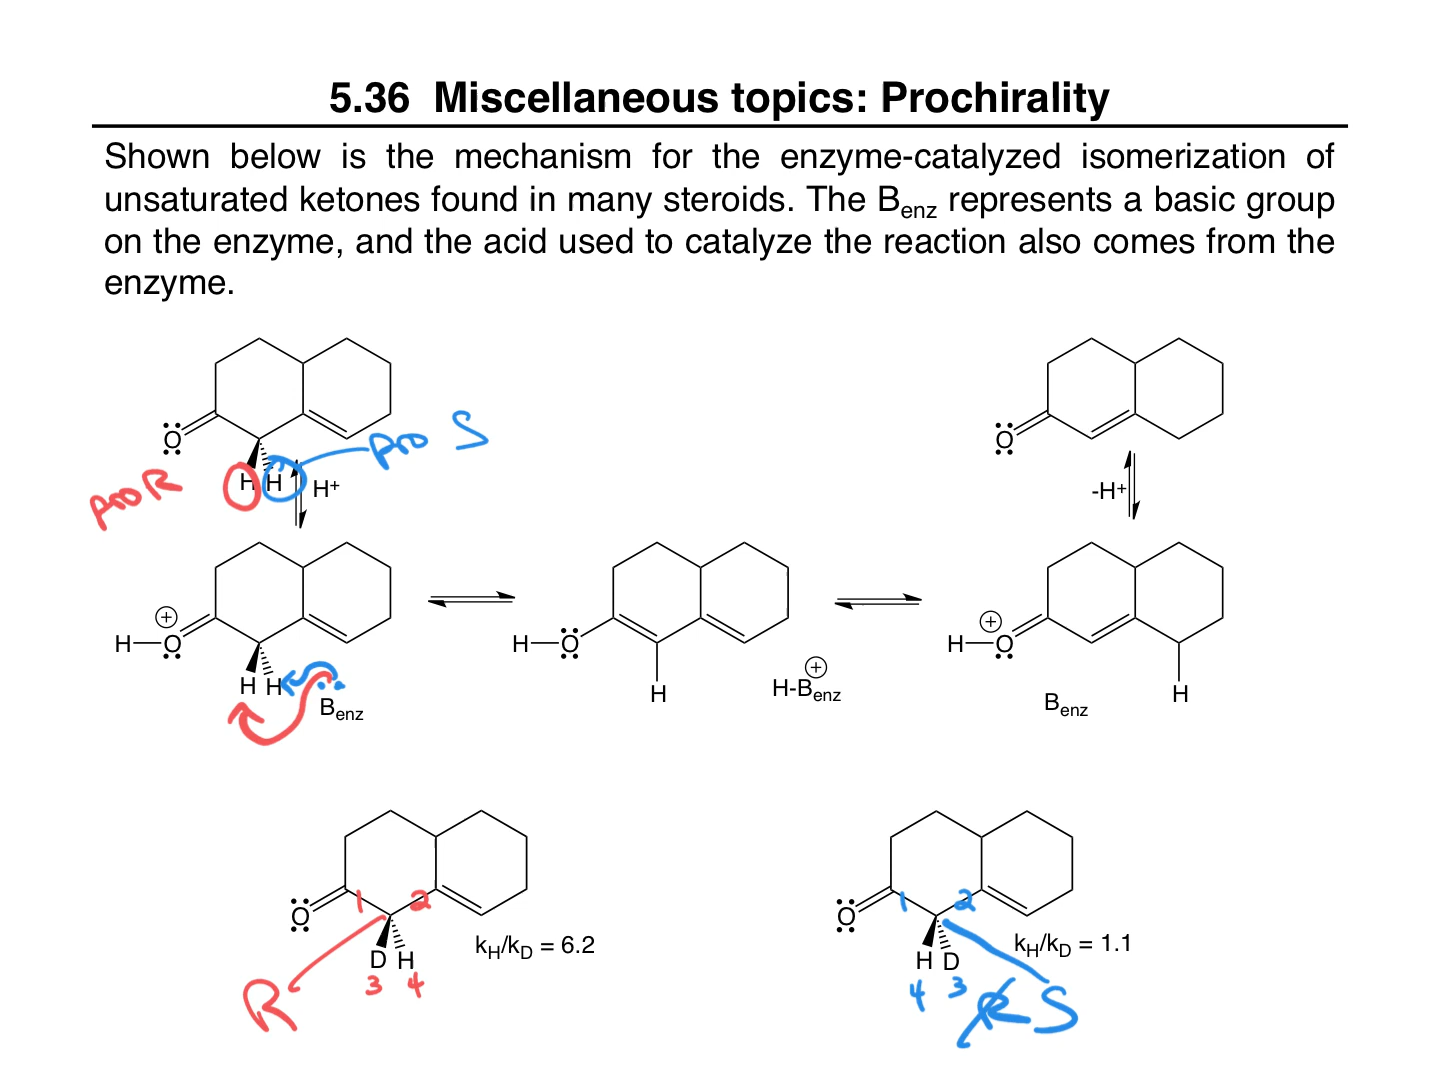 5.36 Miscellaneous topics: Prochirality
Shown below is the mechanism for the enzyme-catalyzed isomerization of
unsaturated ketones found in many steroids. The Benz represents a basic group
on the enzyme, and the acid used to catalyze the reaction also comes from the
enzyme.
O
O
pro S
pro R
H H
H+
-H+
H O +
H O
H O +
H H
Benz
H
H-Benz +
Benz
H
1 2
O
D H
3 4
kH/kD = 6.2
R
1 2
O
H D
4 3
kH/kD = 1.1
R S